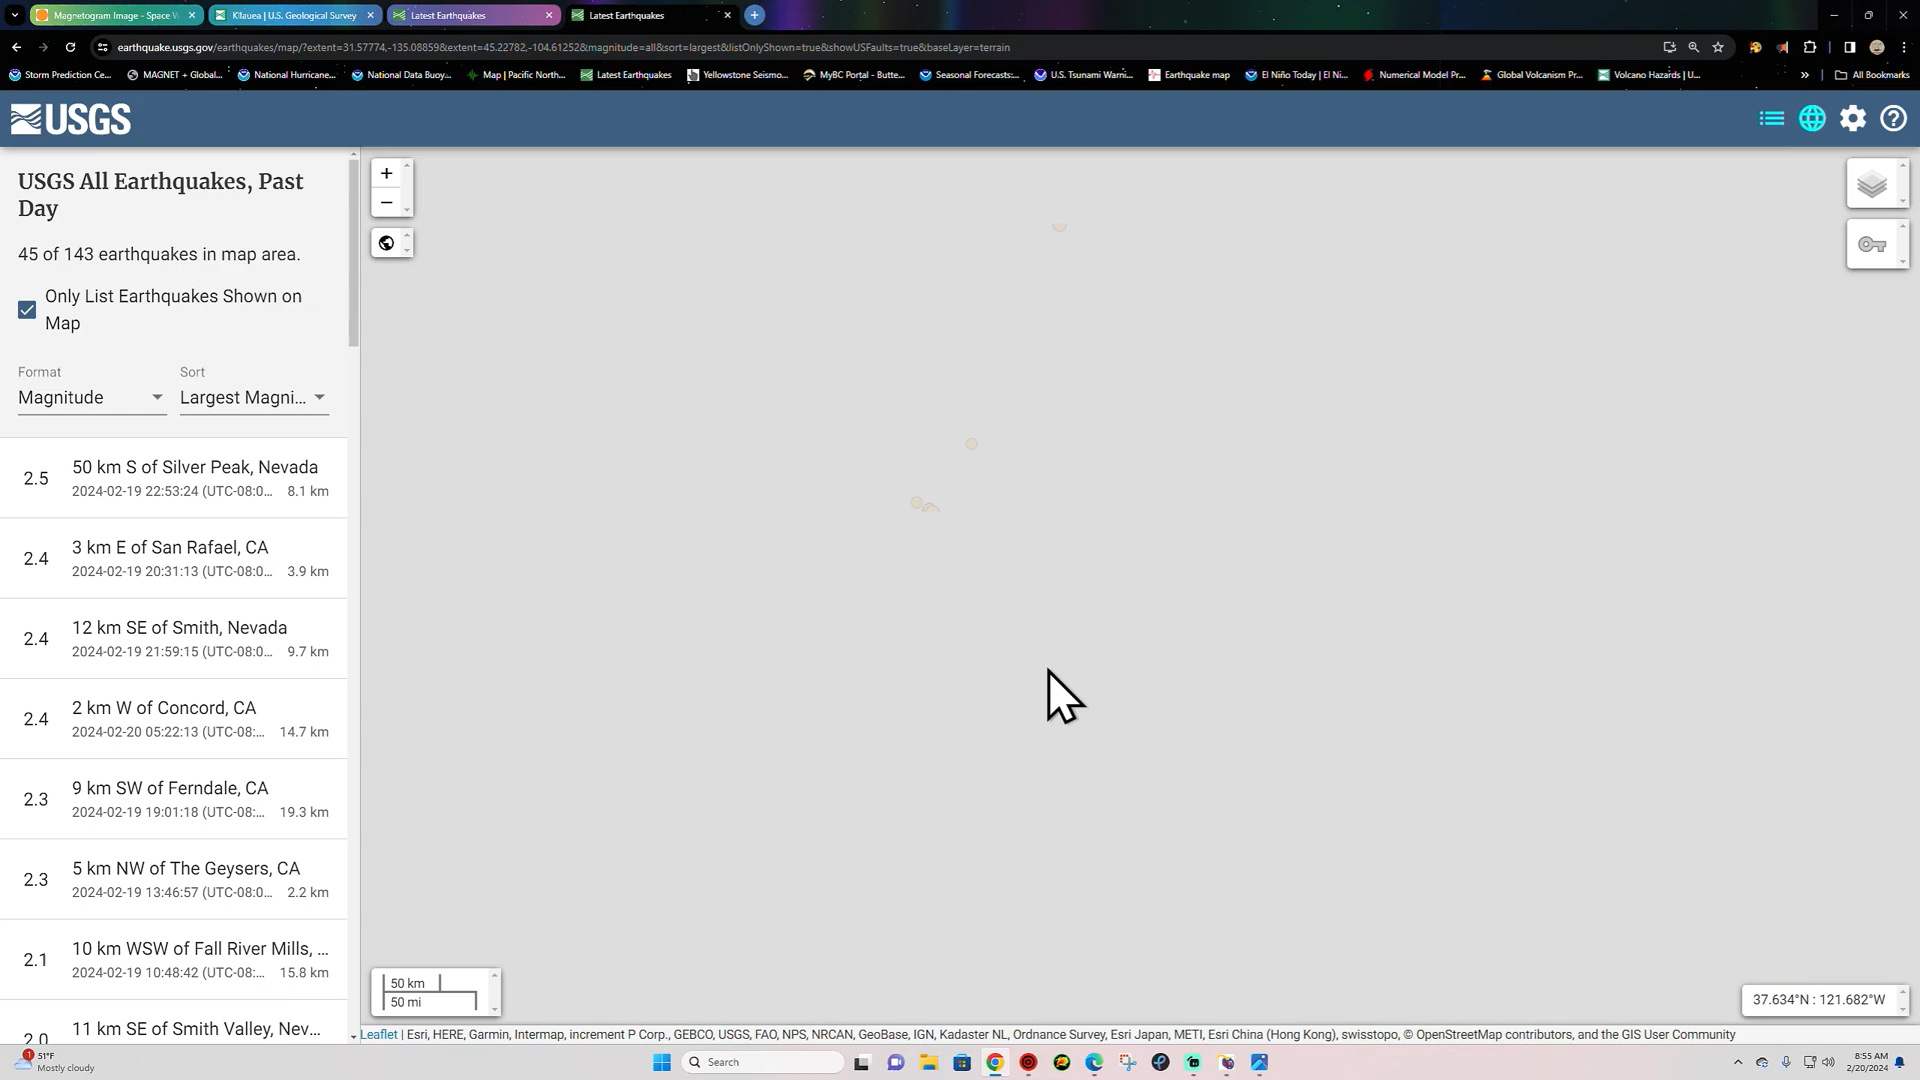 Magnetogram Image - Space W
Kīlauea | U.S. Geological Survey
Latest Earthquakes
Latest Earthquakes
earthquake.usgs.gov/earthquakes/map/?extent=31.57774,-135.08859&extent=45.22782,-104.61252&magnitude=all&sort=largest&listOnlyShown=true&showUSFaults=true&baseLayer=terrain
Storm Prediction Ce...
MAGNET + Global...
National Hurricane...
National Data Buoy...
Map | Pacific North...
Latest Earthquakes
Yellowstone Seismo...
MyBC Portal - Butte...
Seasonal Forecasts:...
U.S. Tsunami Warni...
Earthquake map
El Niño Today | El Ni...
Numerical Model Pr...
Global Volcanism Pr...
Volcano Hazards | U...
All Bookmarks
USGS
USGS All Earthquakes, Past
Day
45 of 143 earthquakes in map area.
Only List Earthquakes Shown on
Map
Format
Sort
Magnitude
Largest Magni...
2.5
50 km S of Silver Peak, Nevada
2024-02-19 22:53:24 (UTC-08:0... 8.1 km
2.4
3 km E of San Rafael, CA
2024-02-19 20:31:13 (UTC-08:0... 3.9 km
2.4
12 km SE of Smith, Nevada
2024-02-19 21:59:15 (UTC-08:0... 9.7 km
2.4
2 km W of Concord, CA
2024-02-20 05:22:13 (UTC-08:... 14.7 km
2.3
9 km SW of Ferndale, CA
2024-02-19 19:01:18 (UTC-08:... 19.3 km
2.3
5 km NW of The Geysers, CA
2024-02-19 13:46:57 (UTC-08:0... 2.2 km
2.1
10 km WSW of Fall River Mills, ...
2024-02-19 10:48:42 (UTC-08:... 15.8 km
2.0
11 km SE of Smith Valley, Nev...
+
−
50 km
50 mi
37.634°N : 121.682°W
Leaflet | Esri, HERE, Garmin, Intermap, increment P Corp., GEBCO, USGS, FAO, NPS, NRCAN, GeoBase, IGN, Kadaster NL, Ordnance Survey, Esri Japan, METI, Esri China (Hong Kong), swisstopo, © OpenStreetMap contributors, and the GIS User Community
1
51°F
Mostly cloudy
Search
8:55 AM
2/20/2024